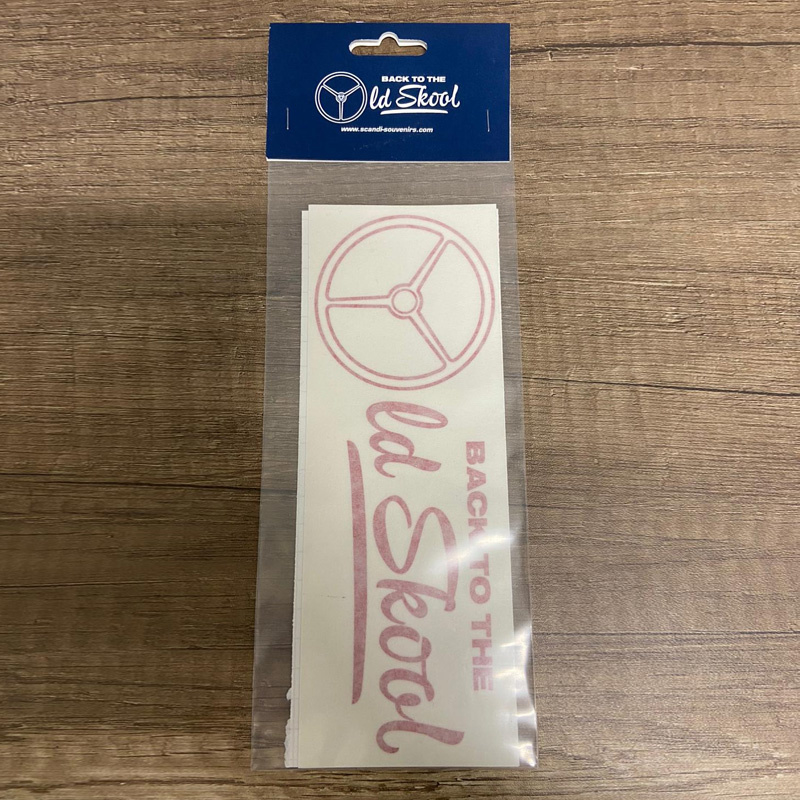 BACK TO THE
ld Skool
www.scandi-souvenirs.com
BACK TO THE
ld Skool